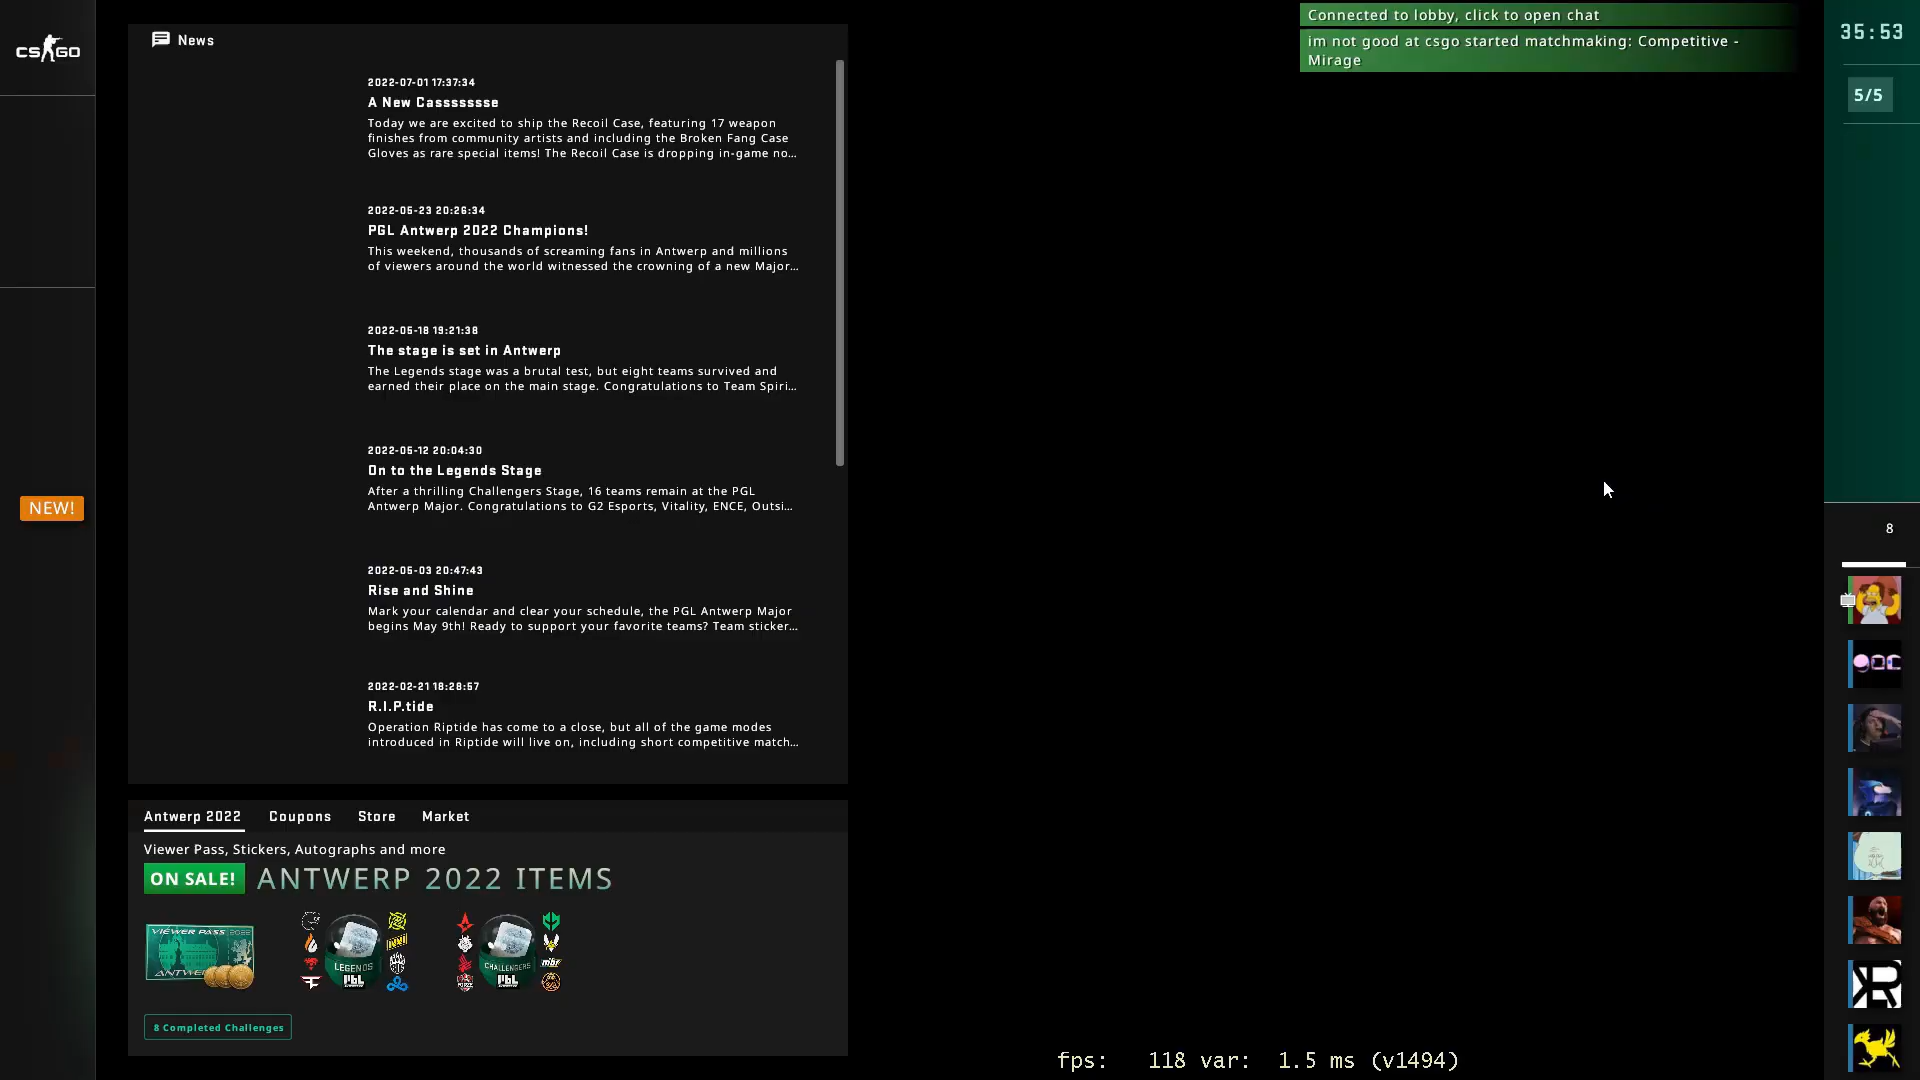 CS GO
News
2022-07-01 17:37:34
A New Cassssssse
Today we are excited to ship the Recoil Case, featuring 17 weapon
finishes from community artists and including the Broken Fang Case
Gloves as rare special items! The Recoil Case is dropping in-game no…
2022-05-23 20:26:34
PGL Antwerp 2022 Champions!
This weekend, thousands of screaming fans in Antwerp and millions
of viewers around the world witnessed the crowning of a new Major…
2022-05-18 19:21:38
The stage is set in Antwerp
The Legends stage was a brutal test, but eight teams survived and
earned their place on the main stage. Congratulations to Team Spiri…
2022-05-12 20:04:30
On to the Legends Stage
After a thrilling Challengers Stage, 16 teams remain at the PGL
Antwerp Major. Congratulations to G2 Esports, Vitality, ENCE, Outsi…
2022-05-03 20:47:43
Rise and Shine
Mark your calendar and clear your schedule, the PGL Antwerp Major
begins May 9th! Ready to support your favorite teams? Team sticker…
2022-02-21 18:28:57
R.I.P.tide
Operation Riptide has come to a close, but all of the game modes
introduced in Riptide will live on, including short competitive match…
NEW!
Antwerp 2022 Coupons Store Market
Viewer Pass, Stickers, Autographs and more
ON SALE! ANTWERP 2022 ITEMS
VIEWER PASS 2022
LEGENDS
PGL
CHALLENGERS
PGL
8 Completed Challenges
Connected to lobby, click to open chat
im not good at csgo started matchmaking: Competitive -
Mirage
35:53
5/5
8
fps: 118 var: 1.5 ms (v1494)